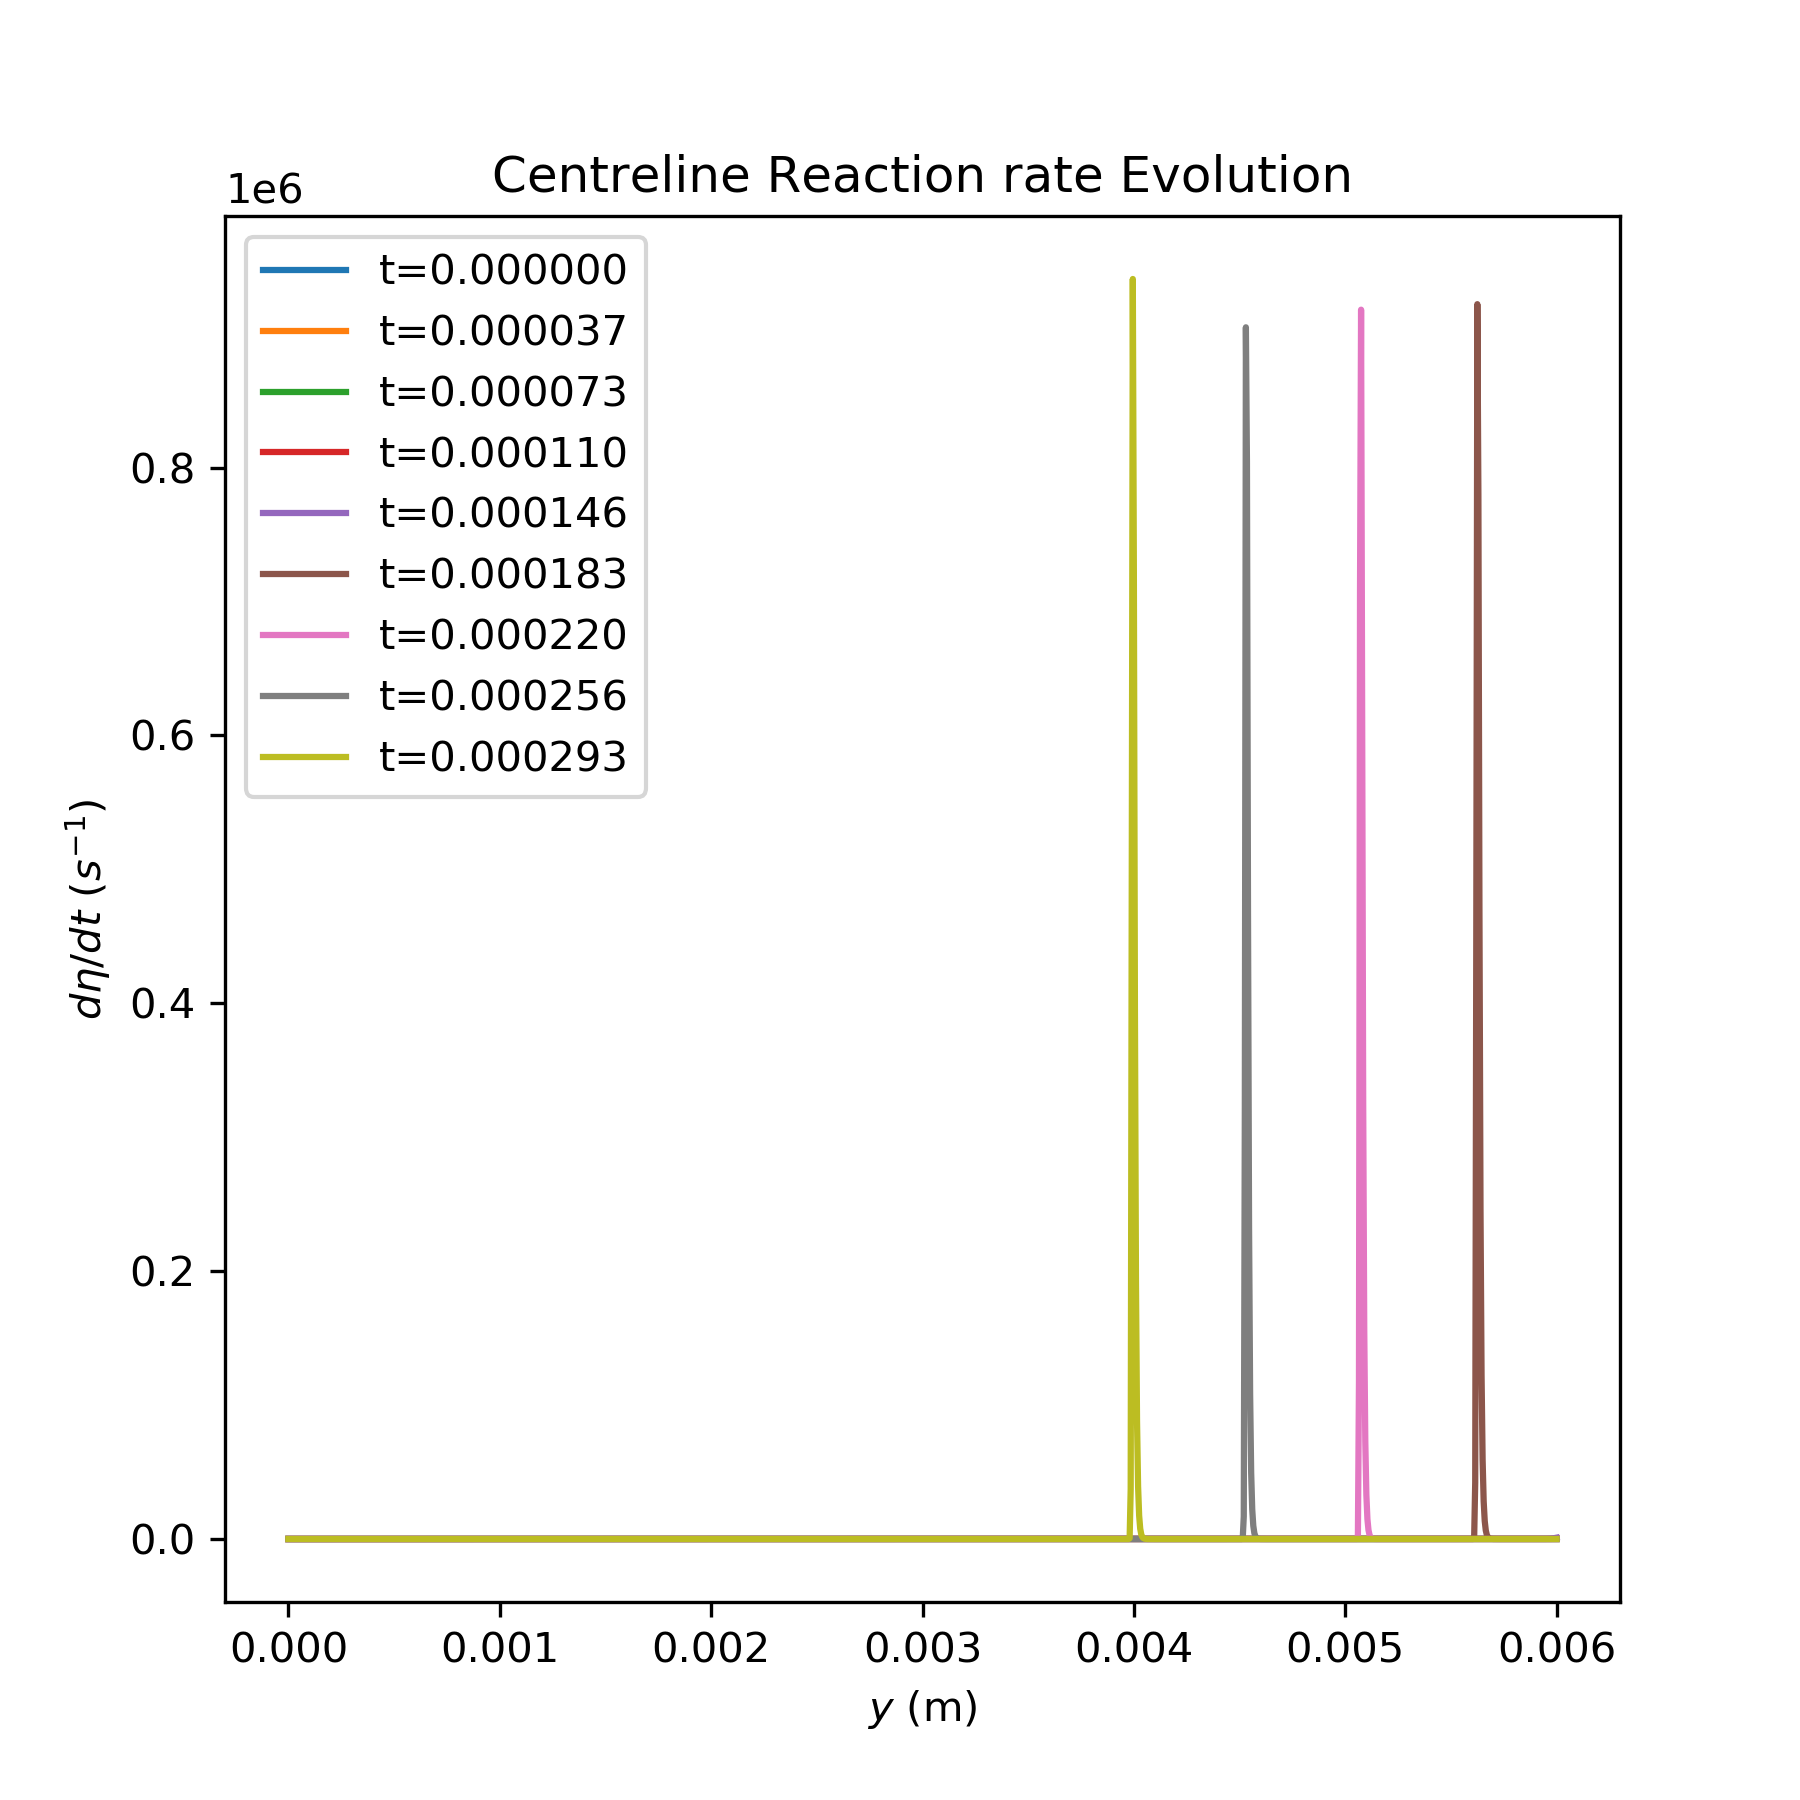 Centreline Reaction rate Evolution
1e6
t=0.000000
t=0.000037
t=0.000073
t=0.000110
t=0.000146
t=0.000183
t=0.000220
t=0.000256
t=0.000293
0.8
0.6
0.4
0.2
0.0
dη/dt (s⁻¹)
0.000 0.001 0.002 0.003 0.004 0.005 0.006
y (m)